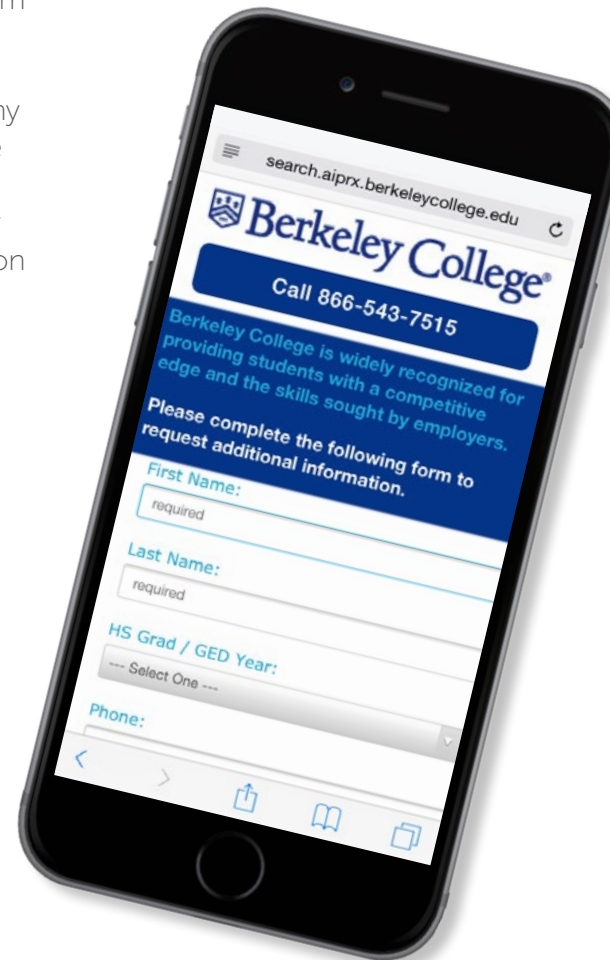 search.aiprx.berkeleycollege.edu
Berkeley College®
Call 866-543-7515
Berkeley College is widely recognized for
providing students with a competitive
edge and the skills sought by employers.
Please complete the following form to
request additional information.
First Name:
required
Last Name:
required
HS Grad / GED Year:
--- Select One ---
Phone: